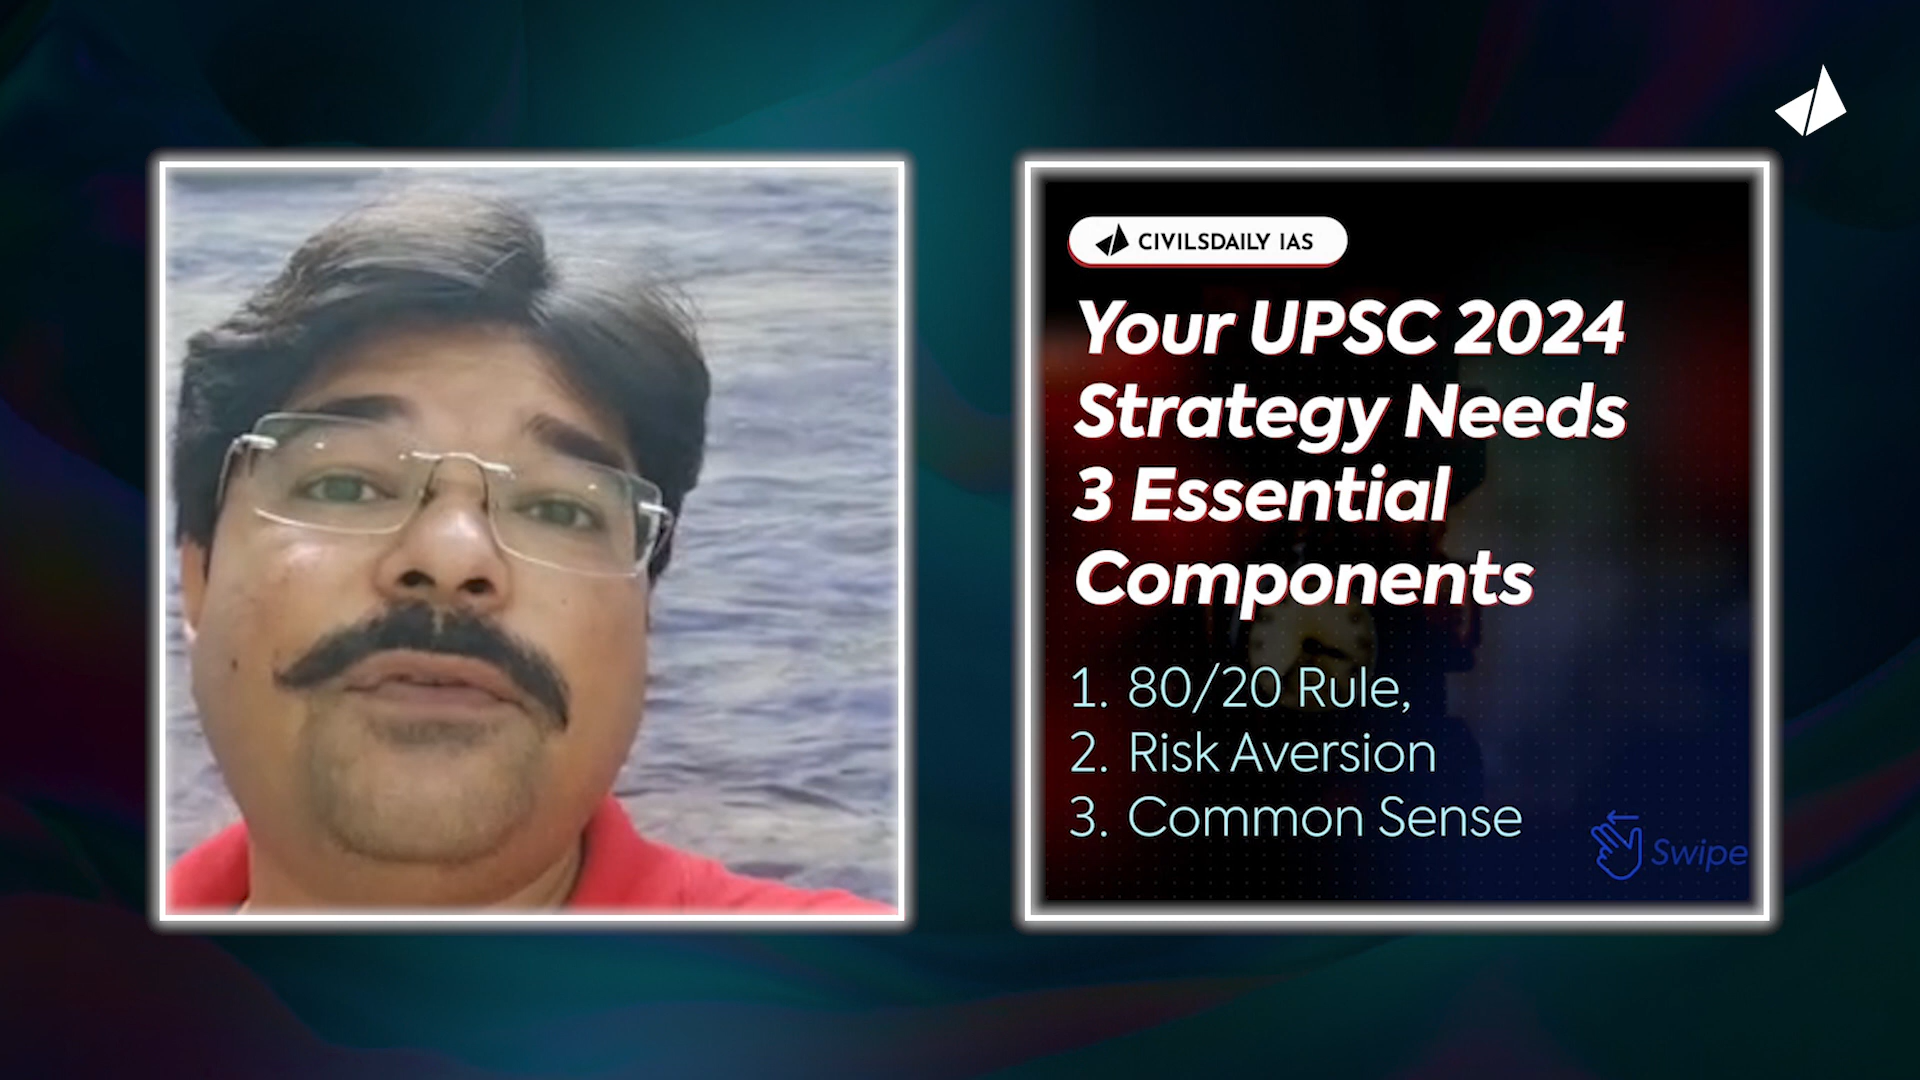 CIVILSDAILY IAS
Your UPSC 2024
Strategy Needs
3 Essential
Components
1. 80/20 Rule,
2. Risk Aversion
3. Common Sense
Swipe